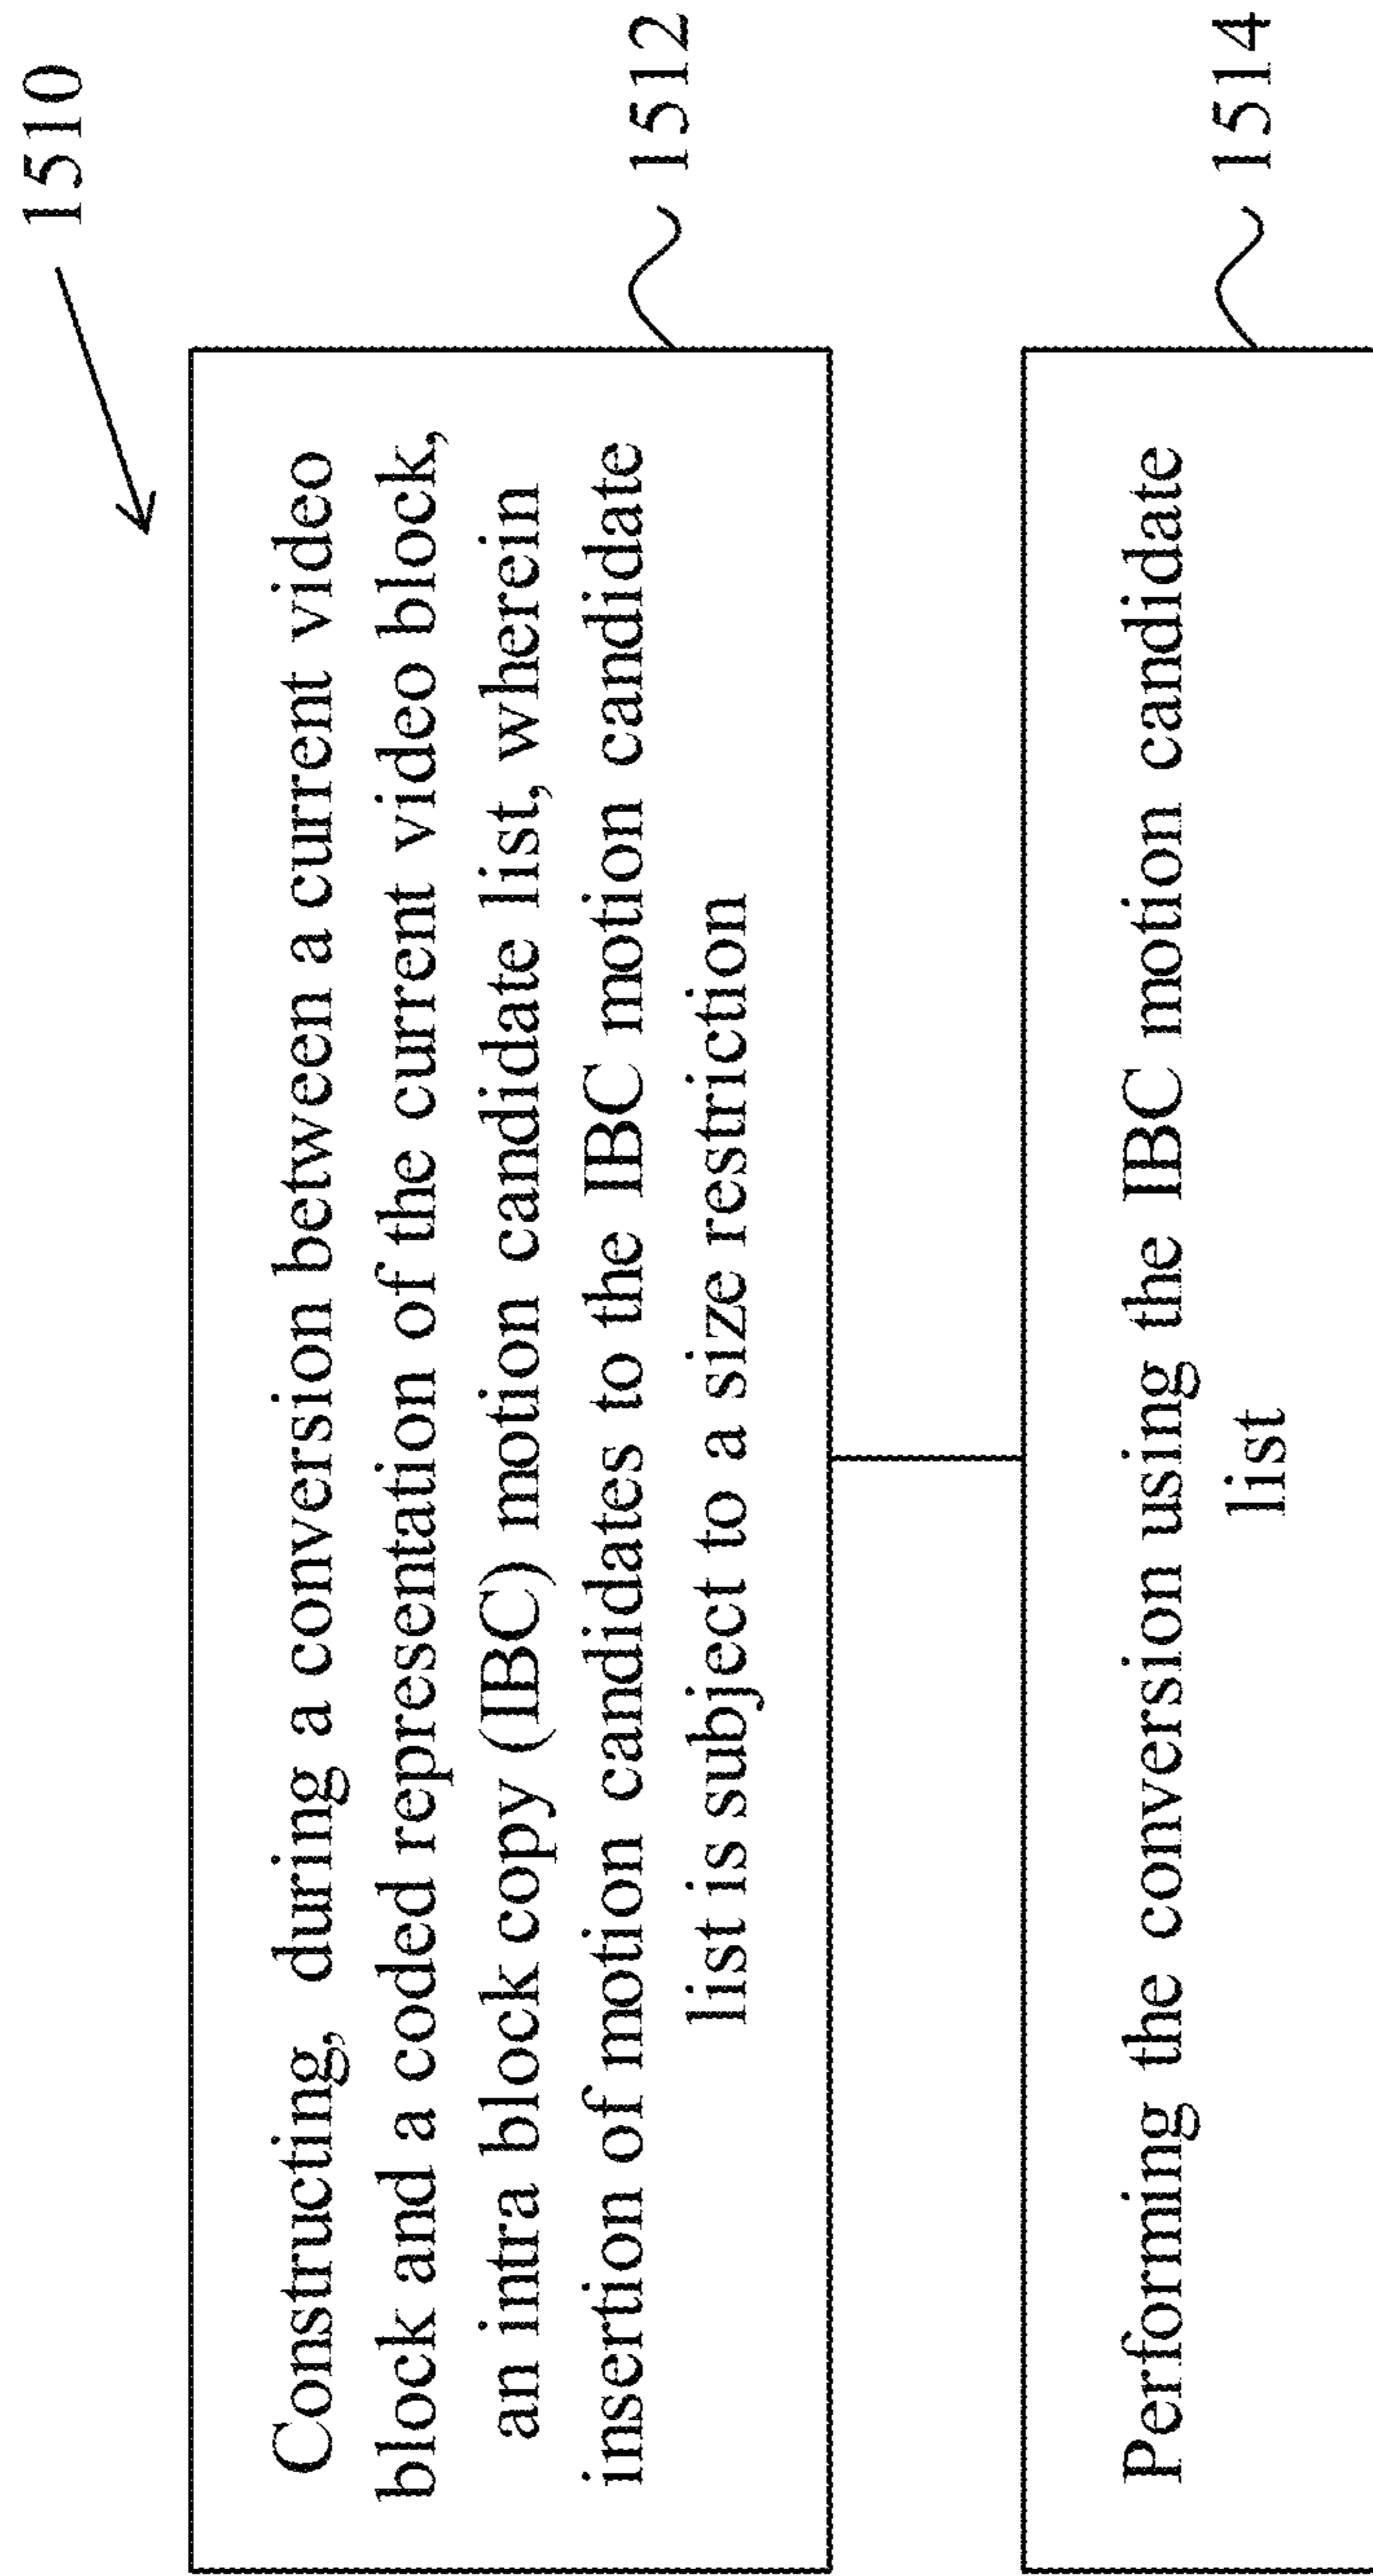 1510
Constructing, during a conversion between a current video
block and a coded representation of the current video block,
an intra block copy (IBC) motion candidate list, wherein
insertion of motion candidates to the IBC motion candidate
list is subject to a size restriction
1512
Performing the conversion using the IBC motion candidate
list
1514